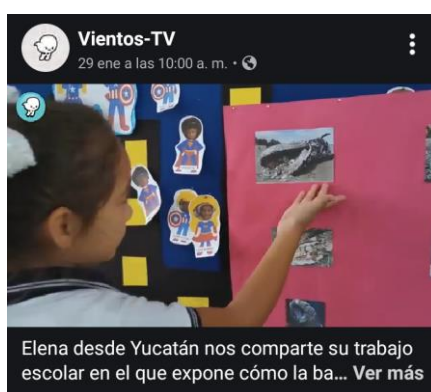 Vientos-TV
29 ene a las 10:00 a. m. •
Elena desde Yucatán nos comparte su trabajo
escolar en el que expone cómo la ba... Ver más